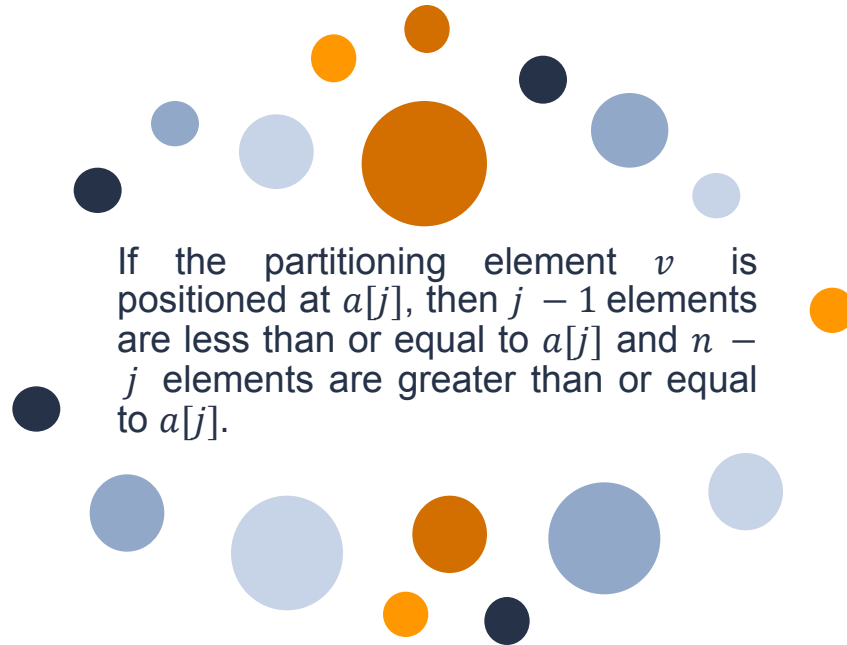 If the partitioning element 𝑣 is
positioned at 𝑎[𝑗], then 𝑗 − 1 elements
are less than or equal to 𝑎[𝑗] and 𝑛 −
𝑗 elements are greater than or equal
to 𝑎[𝑗].